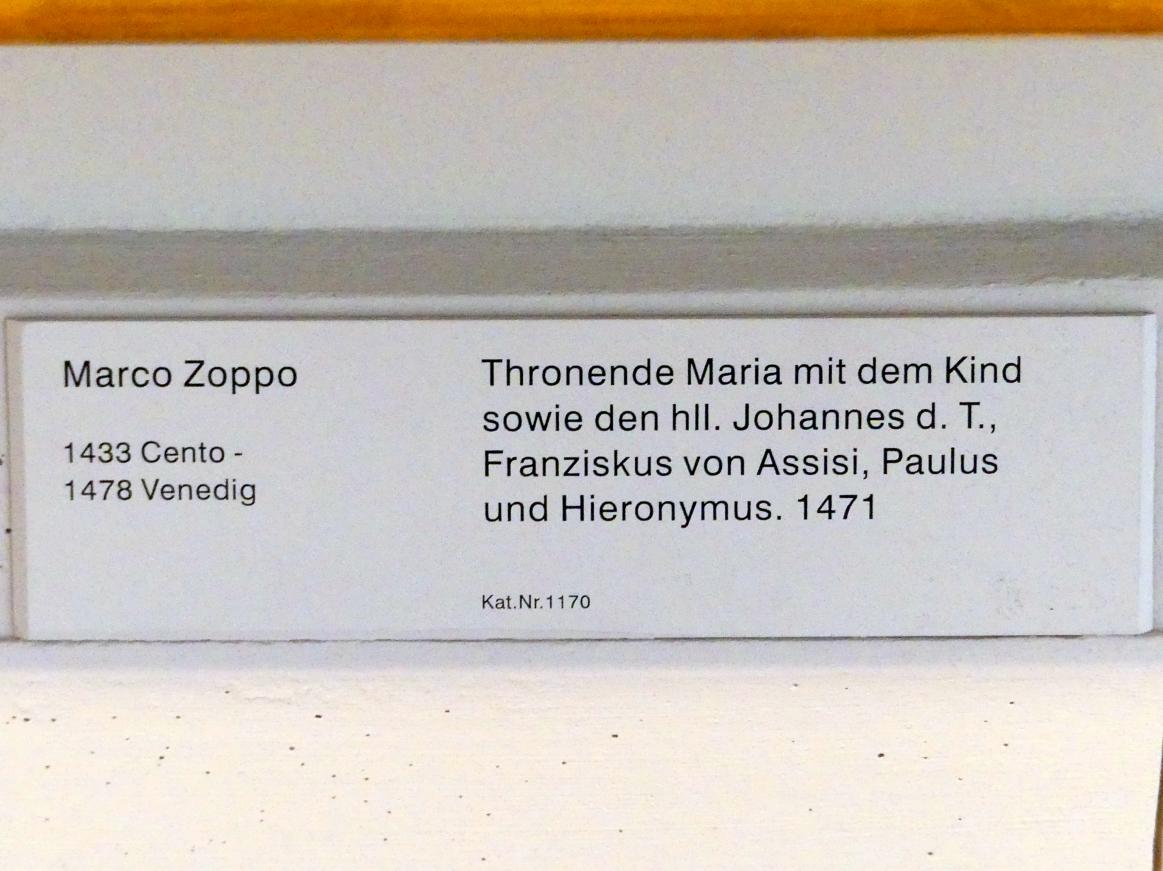 Marco Zoppo
1433 Cento -
1478 Venedig
Thronende Maria mit dem Kind
sowie den hll. Johannes d. T.,
Franziskus von Assisi, Paulus
und Hieronymus. 1471
Kat.Nr.1170